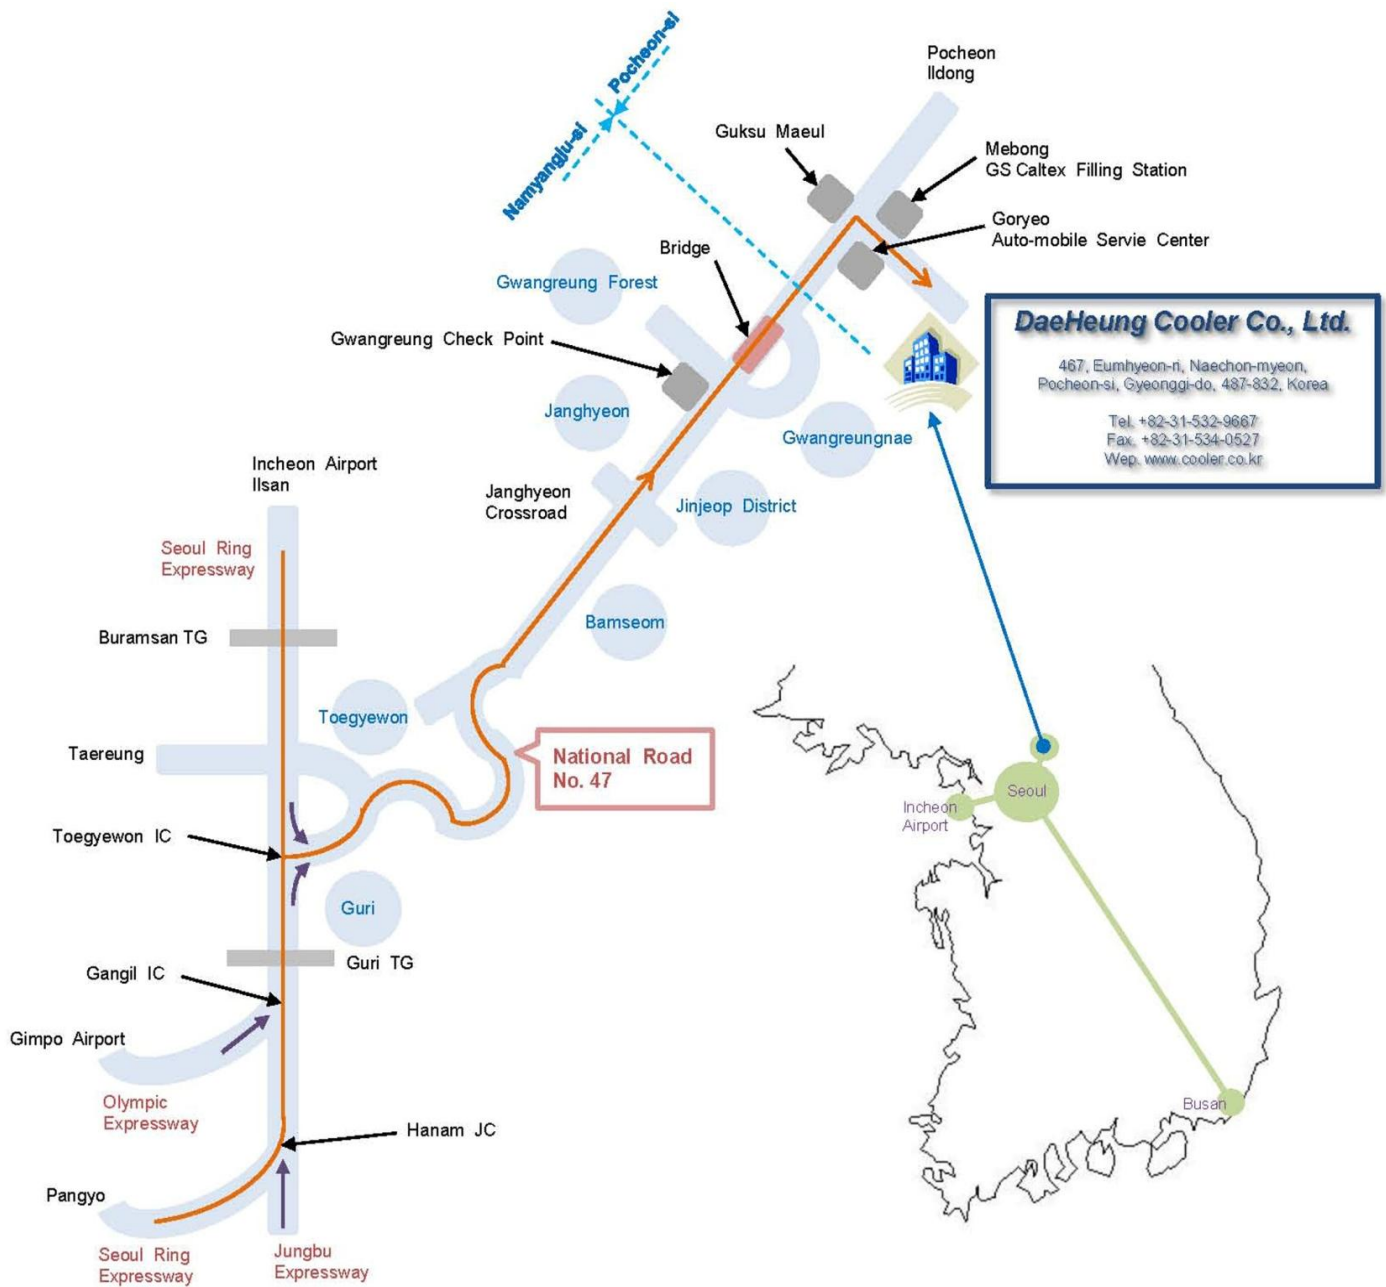 Pocheon-si
Namyangju-si
Pocheon
Ildong
Guksu Maeul
Mebong
GS Caltex Filling Station
Goryeo
Auto-mobile Servie Center
Bridge
Gwangreung Forest
Gwangreung Check Point
DaeHeung Cooler Co., Ltd.
467, Eumhyeon-ri, Naechon-myeon,
Pocheon-si, Gyeonggi-do, 487-832, Korea
Tel. +82-31-532-9667
Fax. +82-31-534-0527
Wep. www.cooler.co.kr
Janghyeon
Gwangreungnae
Incheon Airport
Ilsan
Janghyeon
Crossroad
Jinjeop District
Seoul Ring
Expressway
Bamseom
Buramsan TG
Toegyewon
Taereung
National Road
No. 47
Seoul
Incheon
Airport
Toegyewon IC
Guri
Guri TG
Gangil IC
Gimpo Airport
Olympic
Expressway
Busan
Hanam JC
Pangyo
Seoul Ring
Expressway
Jungbu
Expressway